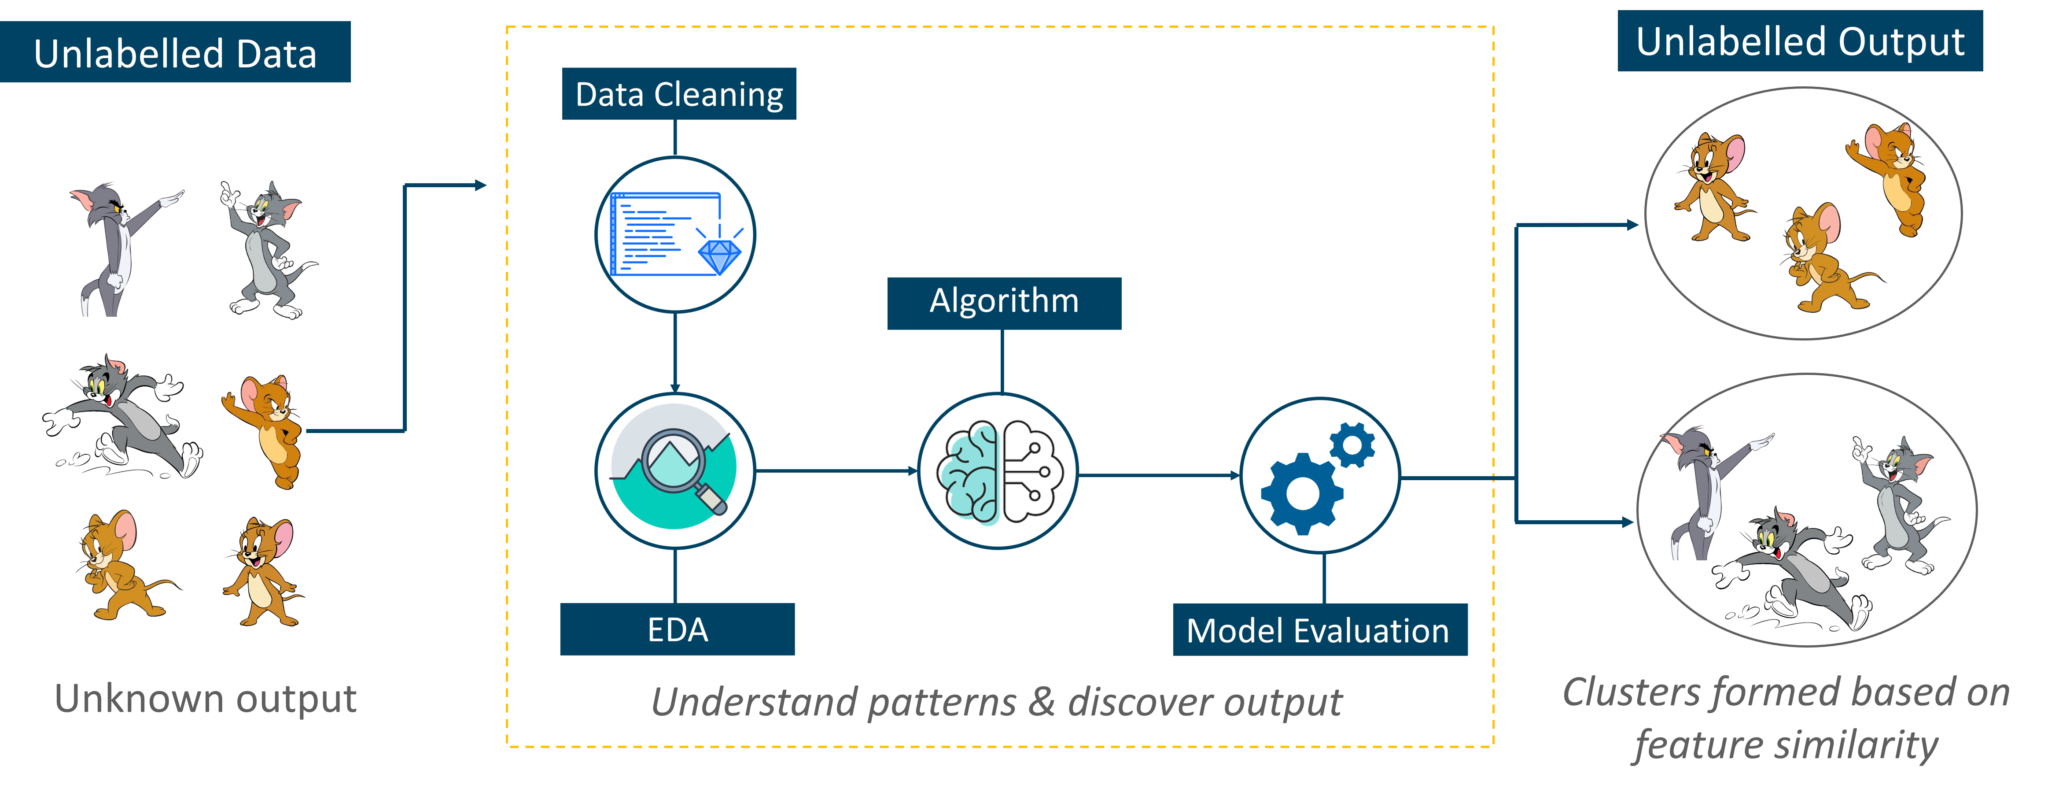 Unlabelled Data
Unknown output
Data Cleaning
EDA
Algorithm
Model Evaluation
Understand patterns & discover output
Unlabelled Output
Clusters formed based on
feature similarity